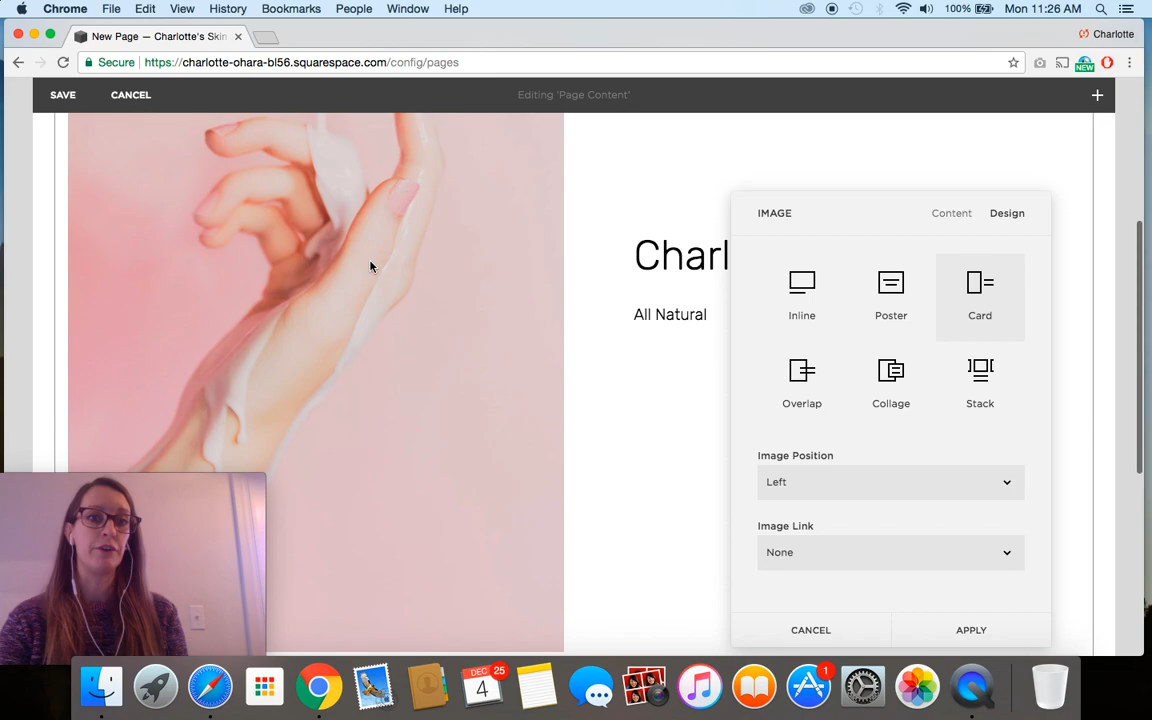 Chrome File Edit View History Bookmarks People Window Help 100% Mon 11:26 AM
New Page — Charlotte's Skin Charlotte
Secure https://charlotte-ohara-bl56.squarespace.com/config/pages NEW
SAVE CANCEL Editing 'Page Content' +
IMAGE Content Design
Charl
All Natural
Inline Poster Card
Overlap Collage Stack
Image Position
Left
Image Link
None
CANCEL APPLY
DEC 25
4
1